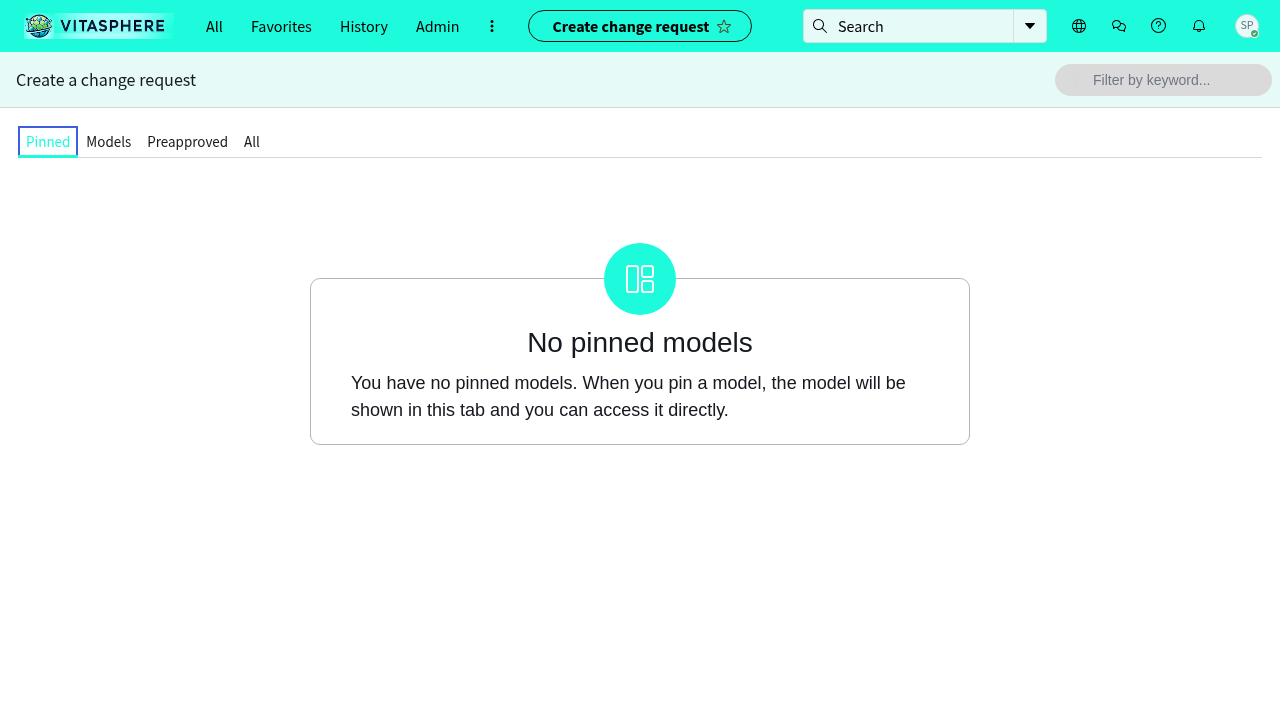 VITASPHERE All Favorites History Admin Create change request Search SP
Create a change request Filter by keyword...
Pinned Models Preapproved All
No pinned models
You have no pinned models. When you pin a model, the model will be
shown in this tab and you can access it directly.